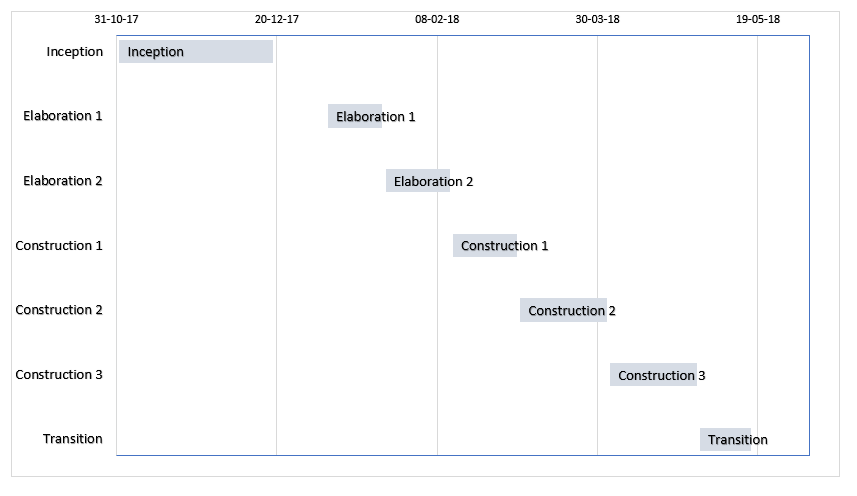 31-10-17 20-12-17 08-02-18 30-03-18 19-05-18
Inception Inception
Elaboration 1 Elaboration 1
Elaboration 2 Elaboration 2
Construction 1 Construction 1
Construction 2 Construction 2
Construction 3 Construction 3
Transition Transition